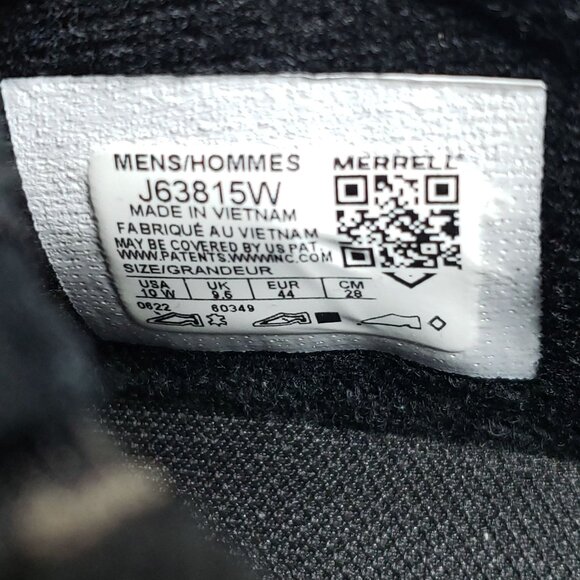 MENS/HOMMES
MERRELL®
J63815W
MADE IN VIETNAM
FABRIQUÉ AU VIETNAM
MAY BE COVERED BY US PAT.
WWW.PATENTS.WWWINC.COM
SIZE/GRANDEUR
USA UK EUR CM
10 W 9.5 44 28
0622 60349